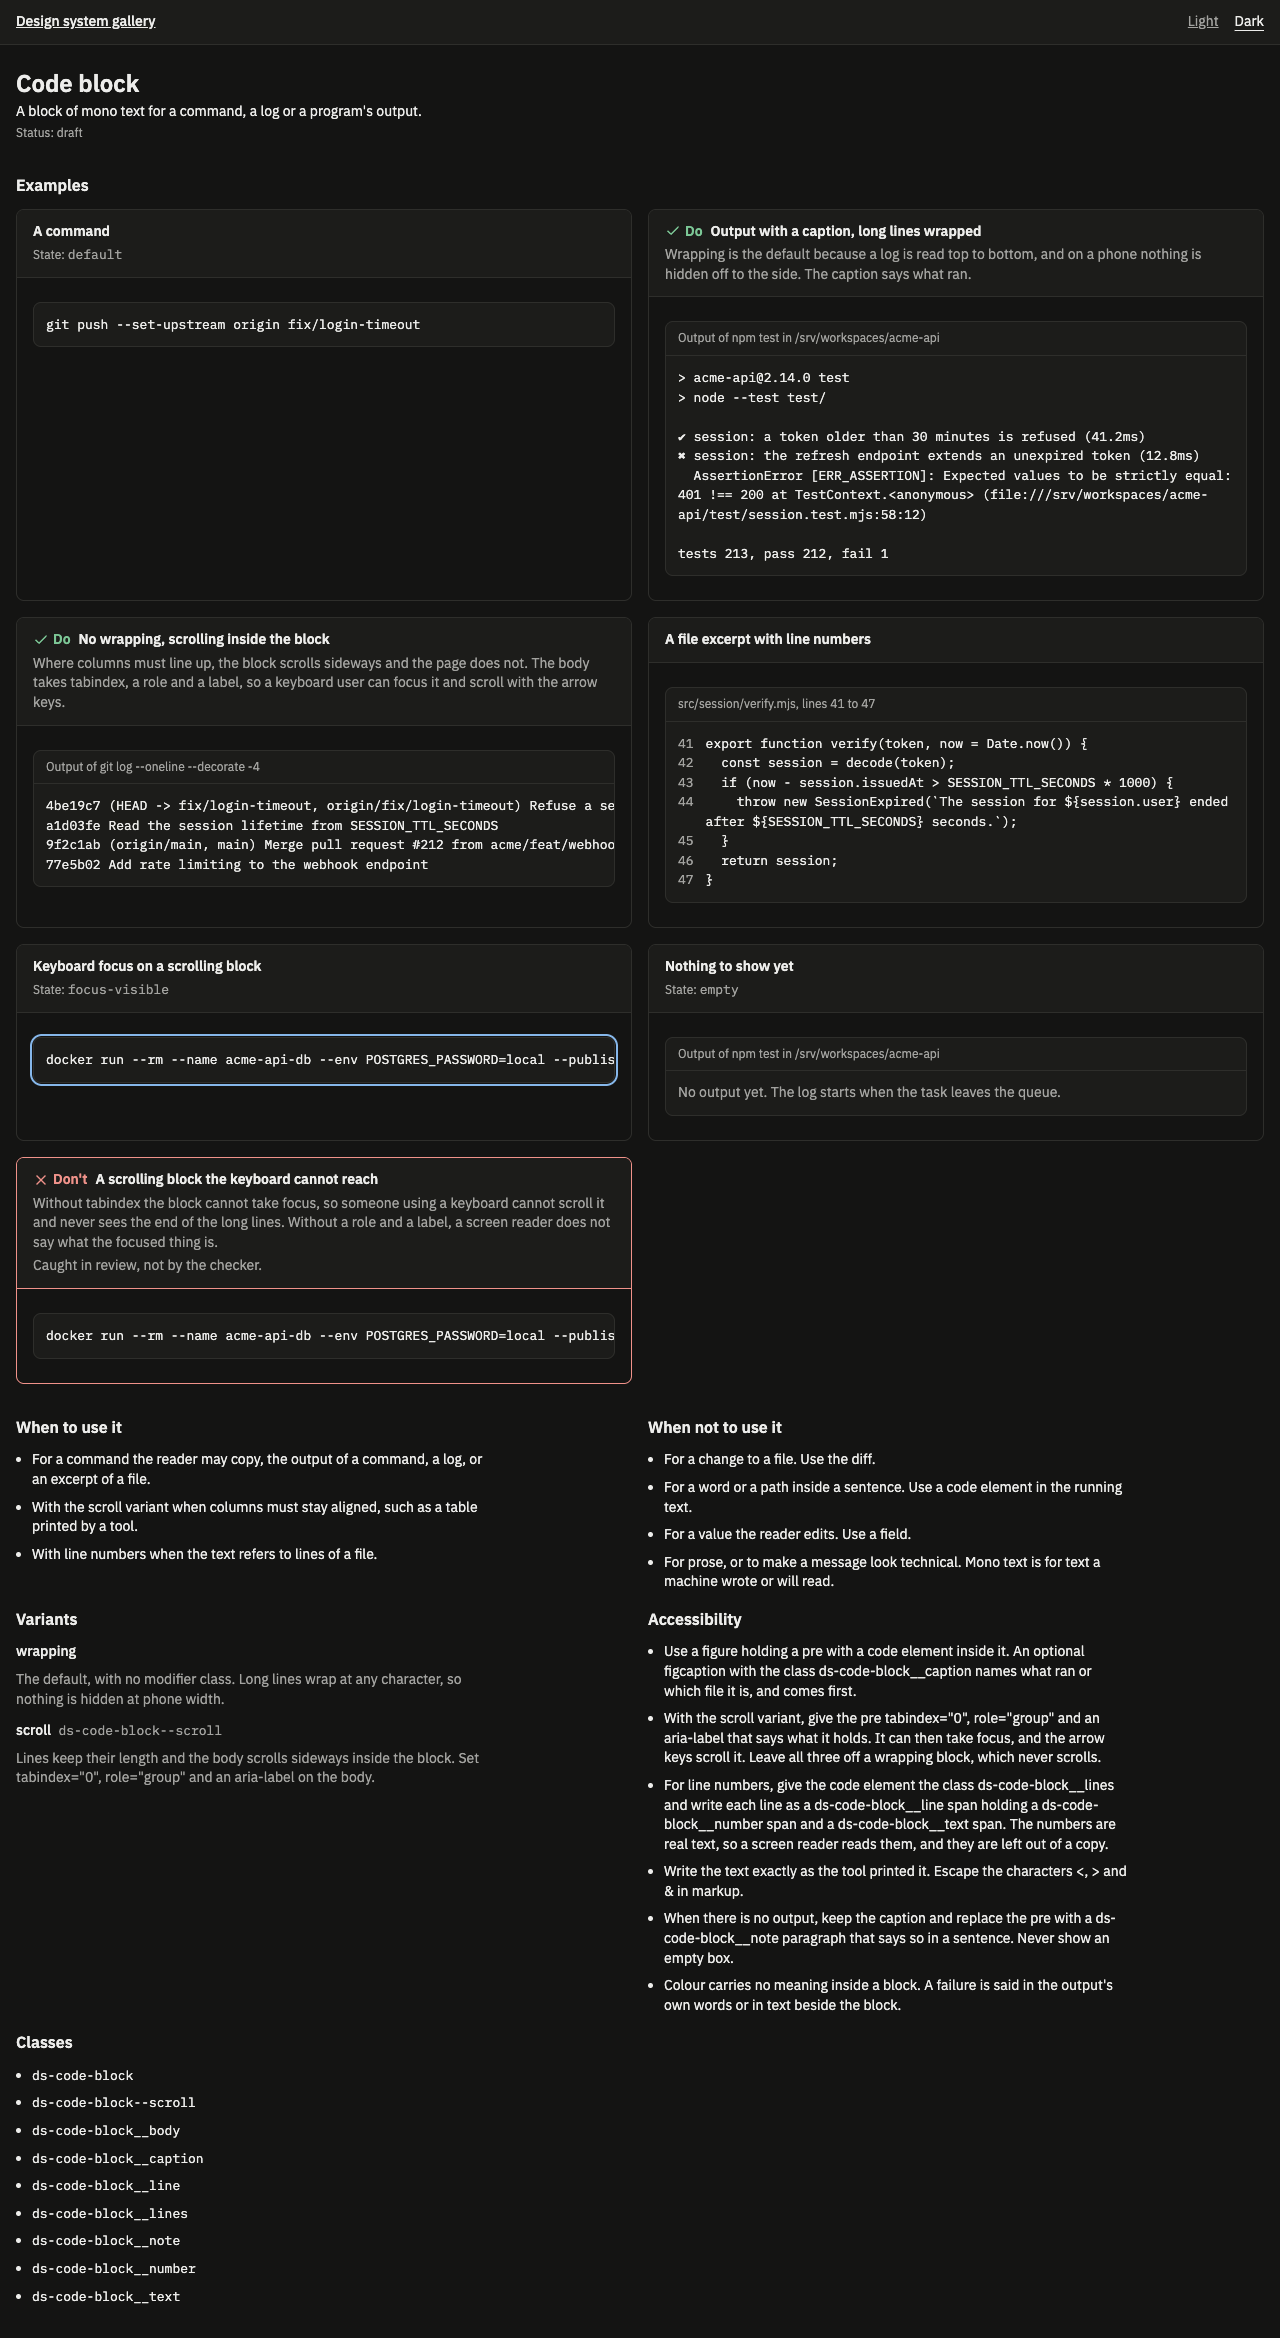 Design system gallery
Light Dark
Code block
A block of mono text for a command, a log or a program's output.
Status: draft
Examples
A command
State: default
git push --set-upstream origin fix/login-timeout
Do Output with a caption, long lines wrapped
Wrapping is the default because a log is read top to bottom, and on a phone nothing is
hidden off to the side. The caption says what ran.
Output of npm test in /srv/workspaces/acme-api
> acme-api@2.14.0 test
> node --test test/
✔ session: a token older than 30 minutes is refused (41.2ms)
✖ session: the refresh endpoint extends an unexpired token (12.8ms)
AssertionError [ERR_ASSERTION]: Expected values to be strictly equal:
401 !== 200 at TestContext.<anonymous> (file:///srv/workspaces/acme-
api/test/session.test.mjs:58:12)
tests 213, pass 212, fail 1
Do No wrapping, scrolling inside the block
Where columns must line up, the block scrolls sideways and the page does not. The body
takes tabindex, a role and a label, so a keyboard user can focus it and scroll with the arrow
keys.
Output of git log --oneline --decorate -4
4be19c7 (HEAD -> fix/login-timeout, origin/fix/login-timeout) Refuse a se
a1d03fe Read the session lifetime from SESSION_TTL_SECONDS
9f2c1ab (origin/main, main) Merge pull request #212 from acme/feat/webhoo
77e5b02 Add rate limiting to the webhook endpoint
A file excerpt with line numbers
src/session/verify.mjs, lines 41 to 47
41 export function verify(token, now = Date.now()) {
42 const session = decode(token);
43 if (now - session.issuedAt > SESSION_TTL_SECONDS * 1000) {
44 throw new SessionExpired(`The session for ${session.user} ended
after ${SESSION_TTL_SECONDS} seconds.`);
45 }
46 return session;
47 }
Keyboard focus on a scrolling block
State: focus-visible
docker run --rm --name acme-api-db --env POSTGRES_PASSWORD=local --publis
Nothing to show yet
State: empty
Output of npm test in /srv/workspaces/acme-api
No output yet. The log starts when the task leaves the queue.
Don't A scrolling block the keyboard cannot reach
Without tabindex the block cannot take focus, so someone using a keyboard cannot scroll it
and never sees the end of the long lines. Without a role and a label, a screen reader does not
say what the focused thing is.
Caught in review, not by the checker.
docker run --rm --name acme-api-db --env POSTGRES_PASSWORD=local --publis
When to use it
• For a command the reader may copy, the output of a command, a log, or
an excerpt of a file.
• With the scroll variant when columns must stay aligned, such as a table
printed by a tool.
• With line numbers when the text refers to lines of a file.
When not to use it
• For a change to a file. Use the diff.
• For a word or a path inside a sentence. Use a code element in the running
text.
• For a value the reader edits. Use a field.
• For prose, or to make a message look technical. Mono text is for text a
machine wrote or will read.
Variants
wrapping
The default, with no modifier class. Long lines wrap at any character, so
nothing is hidden at phone width.
scroll ds-code-block--scroll
Lines keep their length and the body scrolls sideways inside the block. Set
tabindex="0", role="group" and an aria-label on the body.
Accessibility
• Use a figure holding a pre with a code element inside it. An optional
figcaption with the class ds-code-block__caption names what ran or
which file it is, and comes first.
• With the scroll variant, give the pre tabindex="0", role="group" and an
aria-label that says what it holds. It can then take focus, and the arrow
keys scroll it. Leave all three off a wrapping block, which never scrolls.
• For line numbers, give the code element the class ds-code-block__lines
and write each line as a ds-code-block__line span holding a ds-code-
block__number span and a ds-code-block__text span. The numbers are
real text, so a screen reader reads them, and they are left out of a copy.
• Write the text exactly as the tool printed it. Escape the characters <, > and
& in markup.
• When there is no output, keep the caption and replace the pre with a ds-
code-block__note paragraph that says so in a sentence. Never show an
empty box.
• Colour carries no meaning inside a block. A failure is said in the output's
own words or in text beside the block.
Classes
• ds-code-block
• ds-code-block--scroll
• ds-code-block__body
• ds-code-block__caption
• ds-code-block__line
• ds-code-block__lines
• ds-code-block__note
• ds-code-block__number
• ds-code-block__text